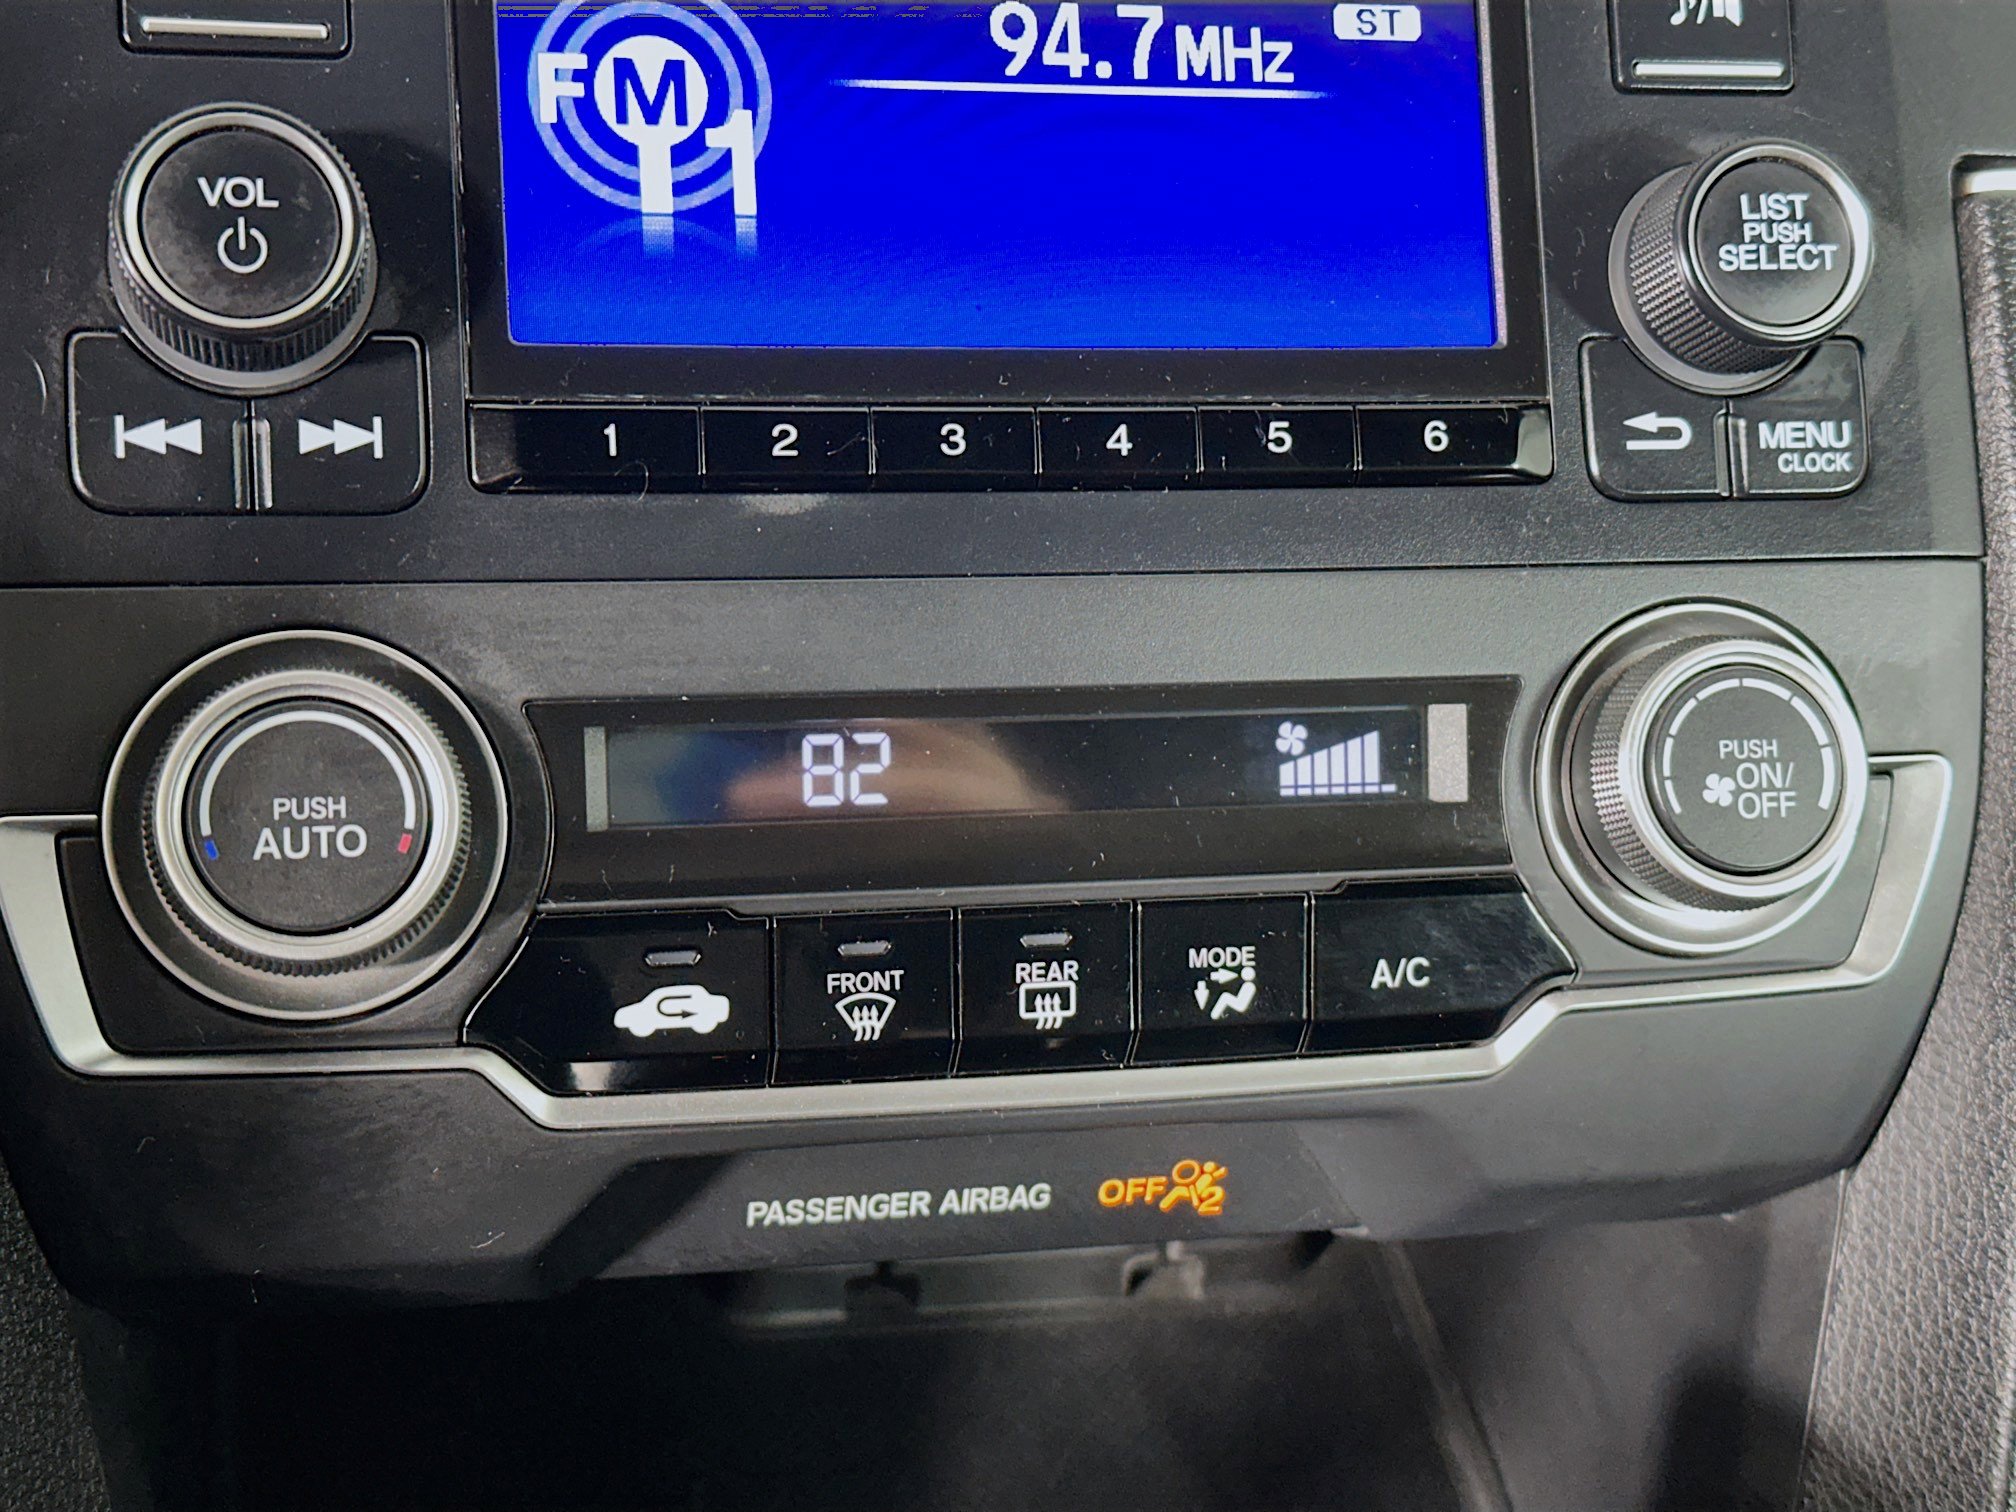 94.7MHz
ST
FM
1
VOL
LIST
PUSH
SELECT
1 2 3 4 5 6
MENU
CLOCK
PUSH
AUTO
82
PUSH
ON/
OFF
FRONT
REAR
MODE
A/C
PASSENGER AIRBAG
OFF 2